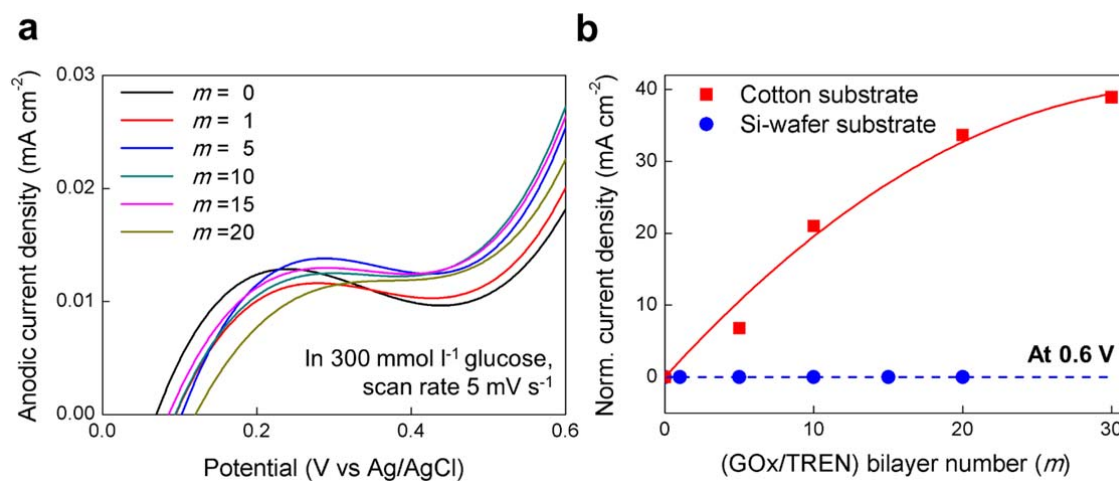 a
Anodic current density (mA cm⁻²)
0.03
0.02
0.01
0.00
m = 0
m = 1
m = 5
m = 10
m = 15
m = 20
In 300 mmol l⁻¹ glucose,
scan rate 5 mV s⁻¹
0.0
0.2
0.4
0.6
Potential (V vs Ag/AgCl)
b
Norm. current density (mA cm⁻²)
40
30
20
10
0
Cotton substrate
Si-wafer substrate
At 0.6 V
0
10
20
30
(GOx/TREN) bilayer number (m)